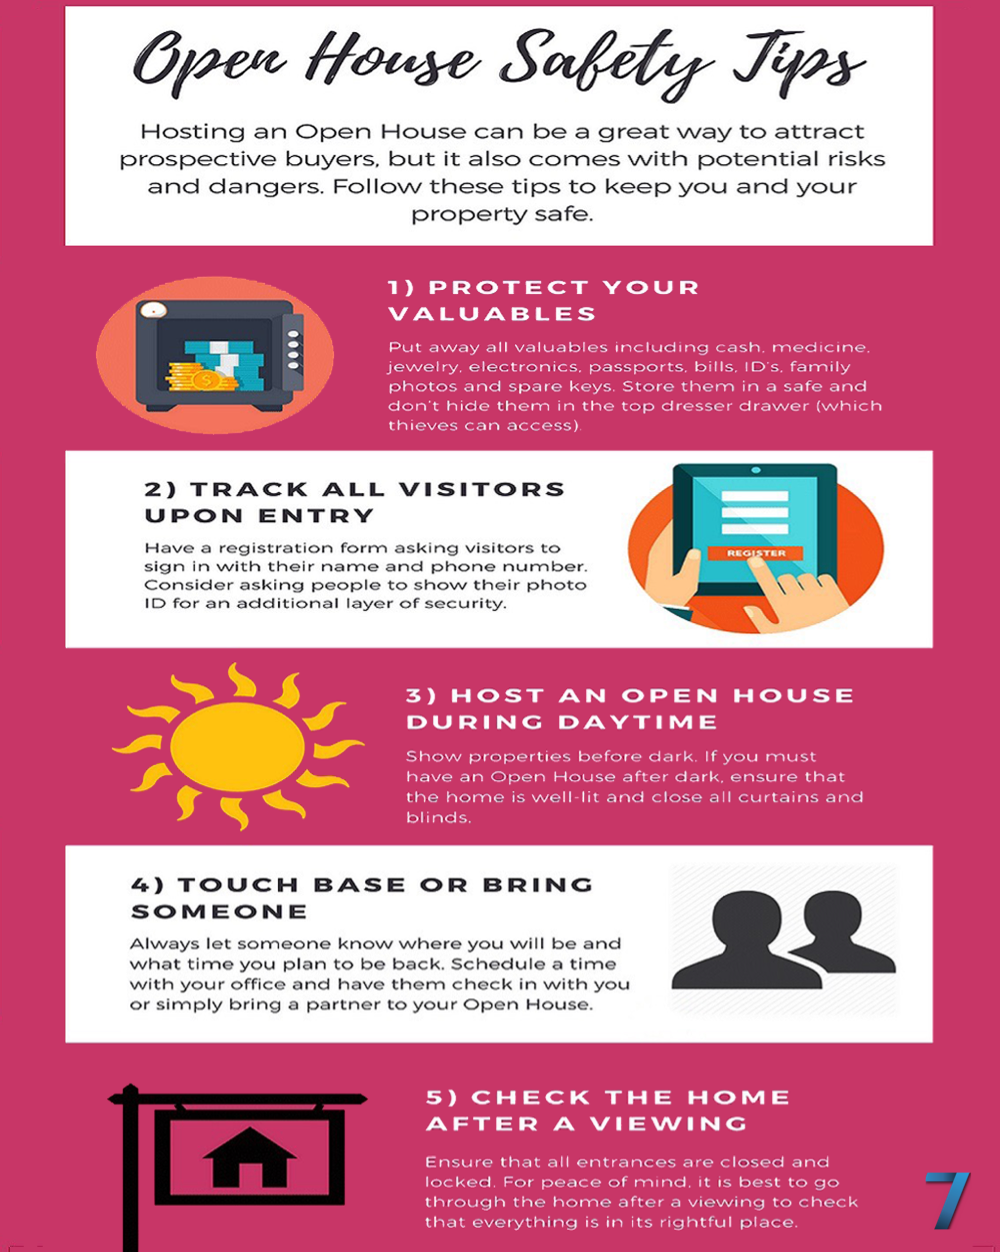 Open House Safety Tips
Hosting an Open House can be a great way to attract
prospective buyers, but it also comes with potential risks
and dangers. Follow these tips to keep you and your
property safe.
1) PROTECT YOUR
VALUABLES
Put away all valuables including cash, medicine,
jewelry, electronics, passports, bills, ID's, family
photos and spare keys. Store them in a safe and
don't hide them in the top dresser drawer (which
thieves can access).
2) TRACK ALL VISITORS
UPON ENTRY
Have a registration form asking visitors to
sign in with their name and phone number.
Consider asking people to show their photo
ID for an additional layer of security.
REGISTER
3) HOST AN OPEN HOUSE
DURING DAYTIME
Show properties before dark. If you must
have an Open House after dark, ensure that
the home is well-lit and close all curtains and
blinds.
4) TOUCH BASE OR BRING
SOMEONE
Always let someone know where you will be and
what time you plan to be back. Schedule a time
with your office and have them check in with you
or simply bring a partner to your Open House.
5) CHECK THE HOME
AFTER A VIEWING
Ensure that all entrances are closed and
locked. For peace of mind, it is best to go
through the home after a viewing to check
that everything is in its rightful place.
7